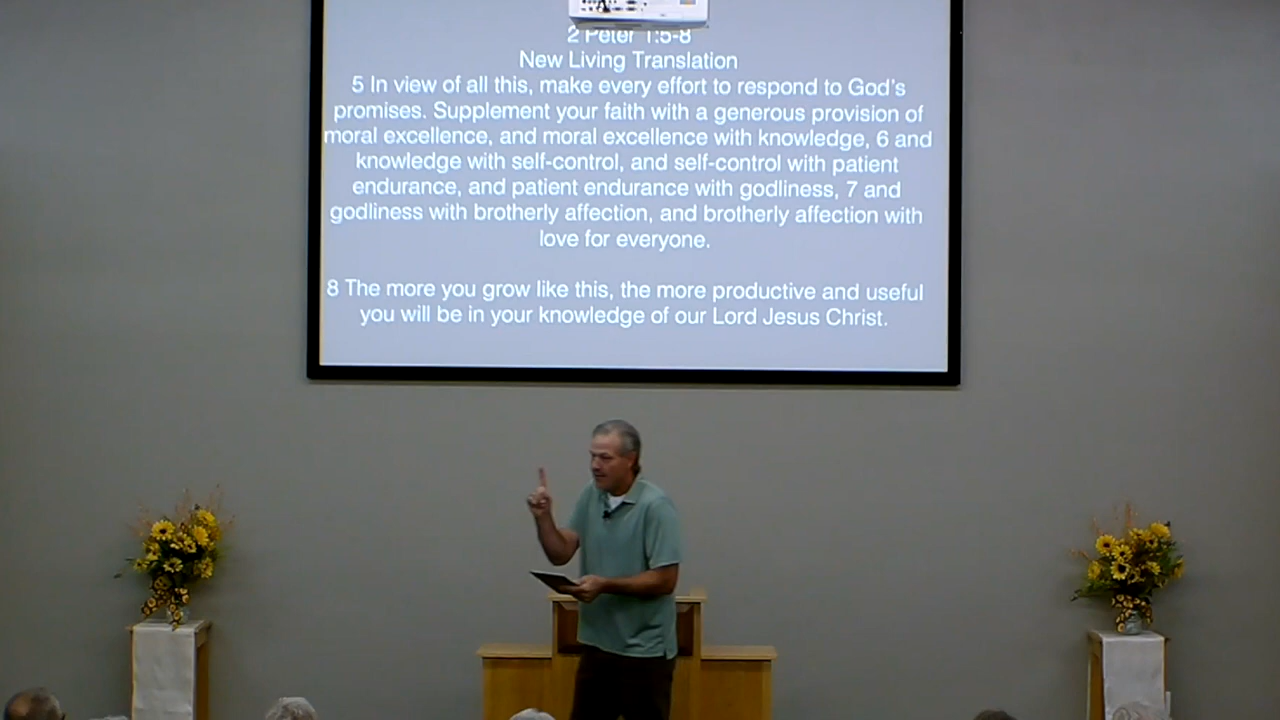 2 Peter 1:5-8
New Living Translation
5 In view of all this, make every effort to respond to God's
promises. Supplement your faith with a generous provision of
moral excellence, and moral excellence with knowledge, 6 and
knowledge with self-control, and self-control with patient
endurance, and patient endurance with godliness, 7 and
godliness with brotherly affection, and brotherly affection with
love for everyone.
8 The more you grow like this, the more productive and useful
you will be in your knowledge of our Lord Jesus Christ.